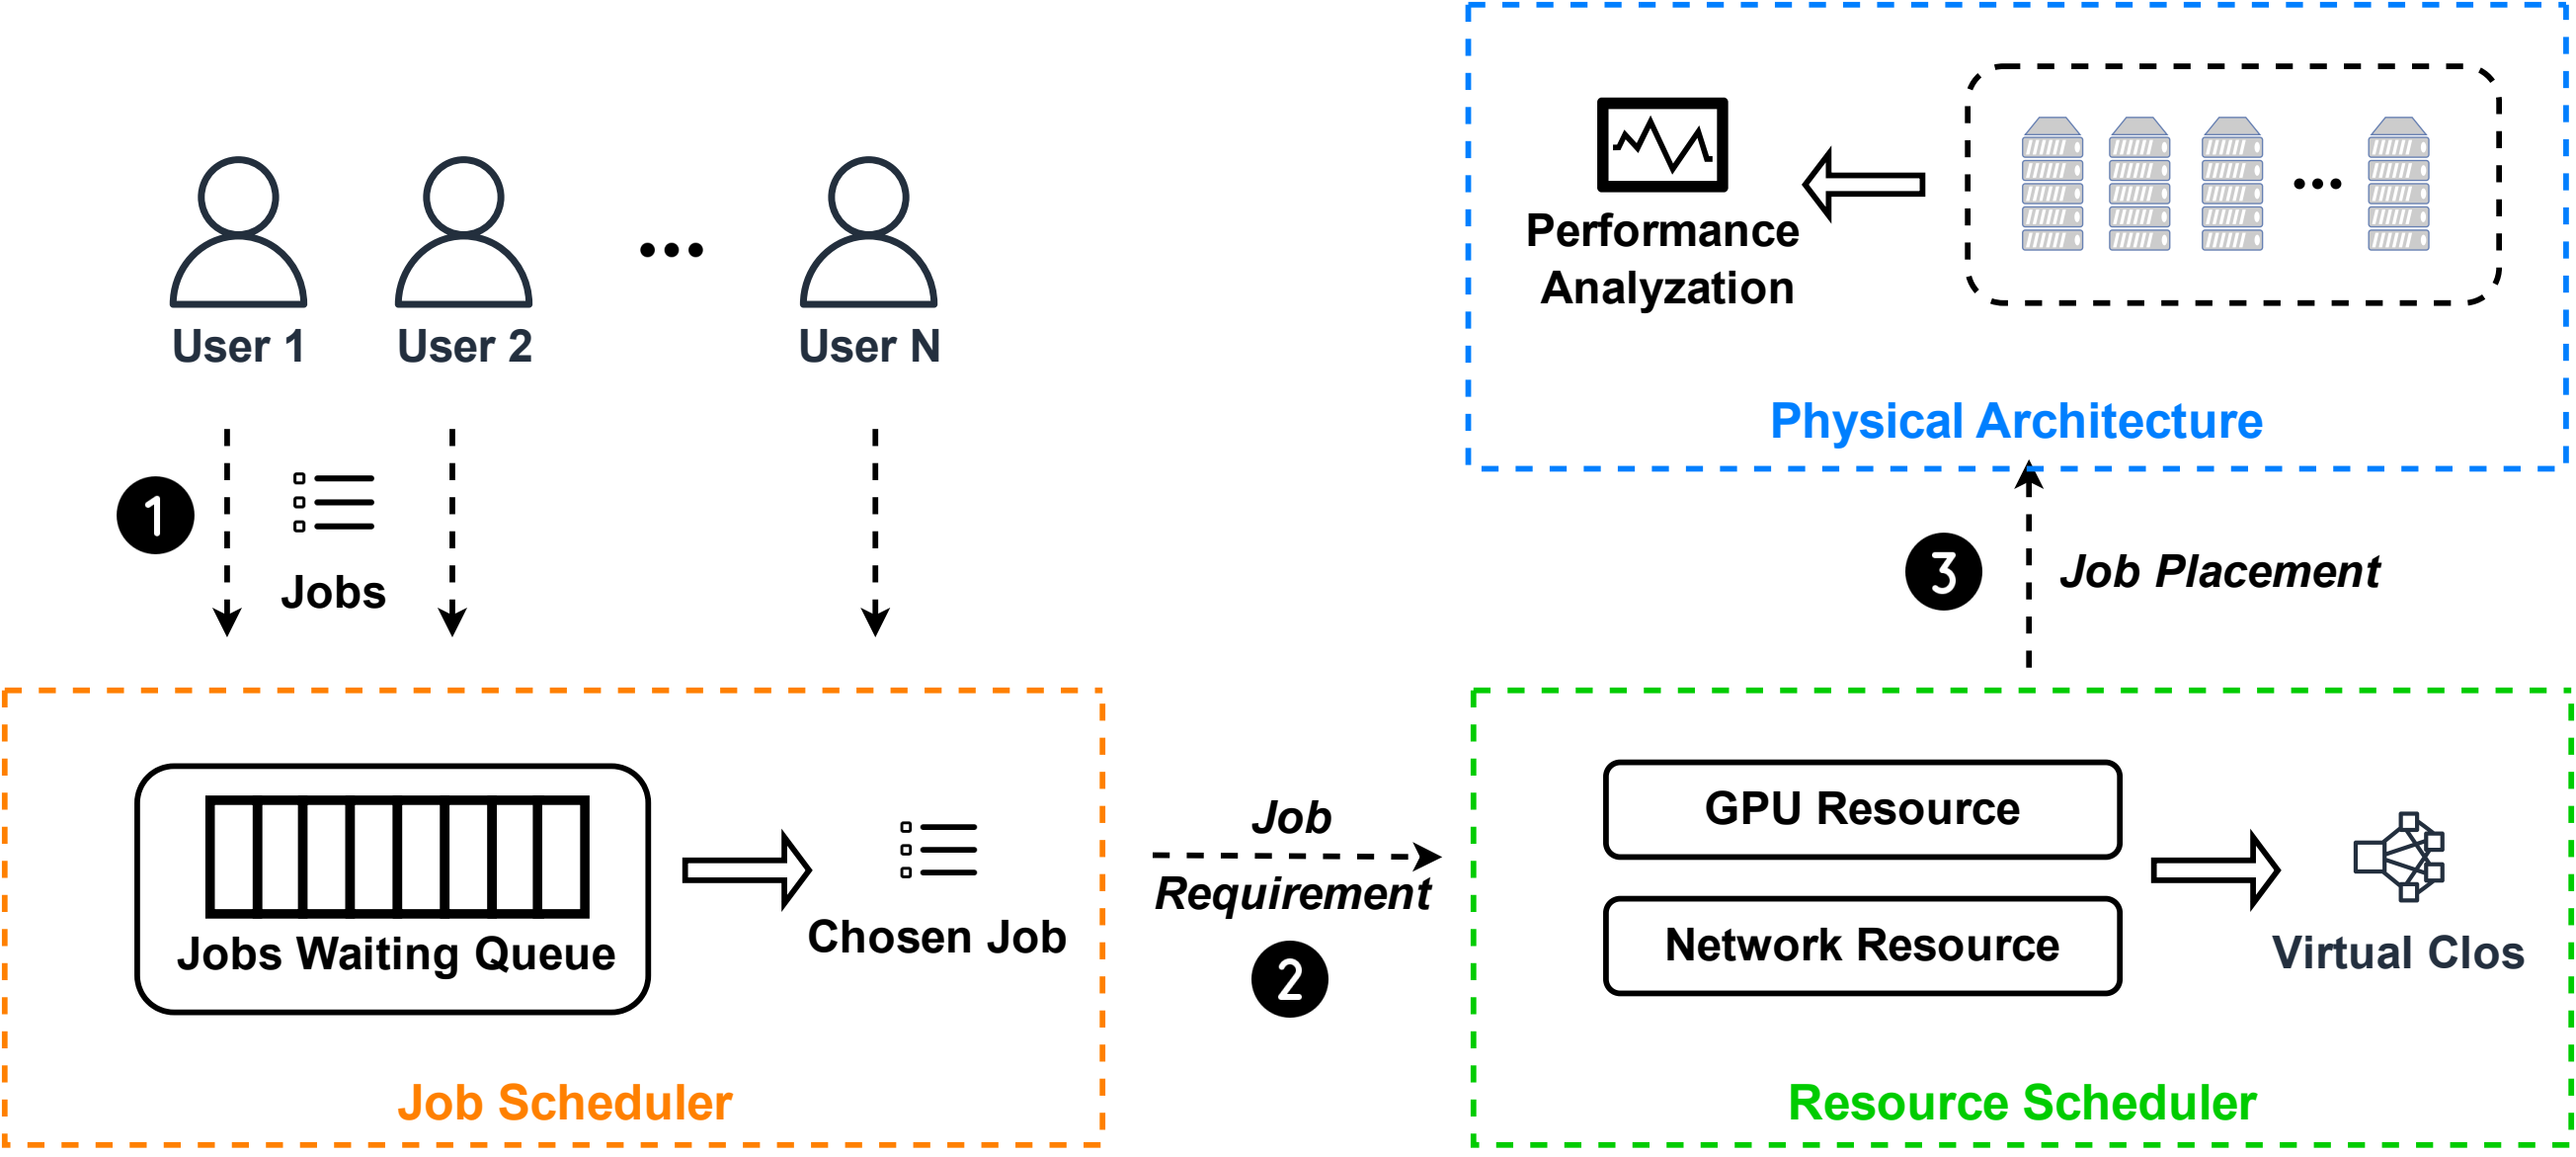 User 1
User 2
...
User N
1
Jobs
Jobs Waiting Queue
Chosen Job
Job Scheduler
Job
Requirement
2
GPU Resource
Network Resource
Virtual Clos
Resource Scheduler
3
Job Placement
Performance
Analyzation
...
Physical Architecture